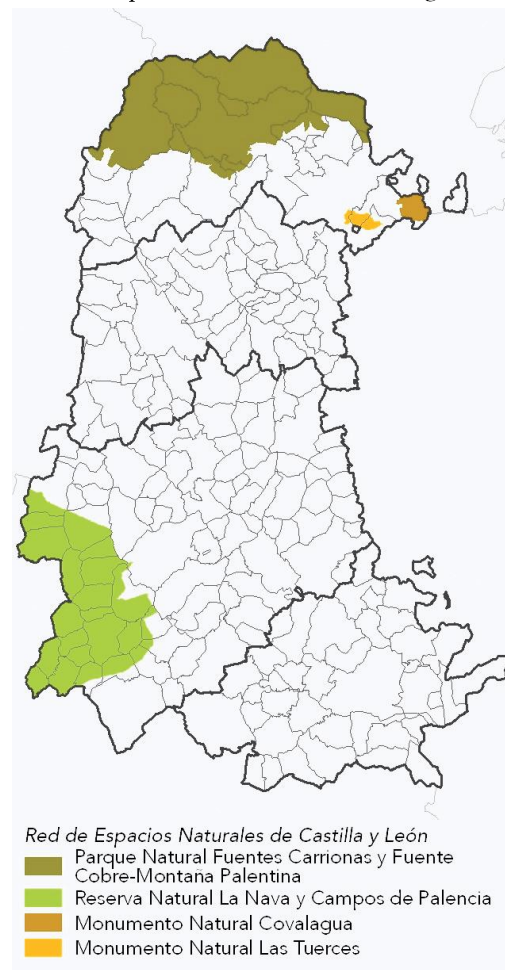 Red de Espacios Naturales de Castilla y León
Parque Natural Fuentes Carrionas y Fuente
Cobre-Montaña Palentina
Reserva Natural La Nava y Campos de Palencia
Monumento Natural Covalagua
Monumento Natural Las Tuerces